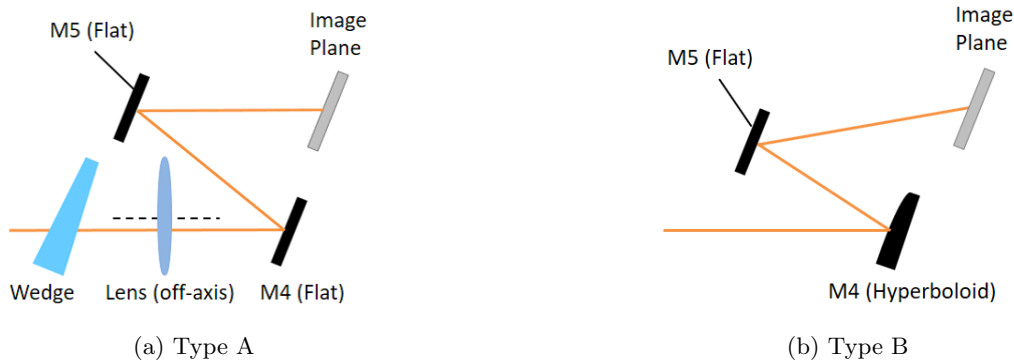 M5 (Flat)
Image
Plane
Wedge
Lens (off-axis)
M4 (Flat)
(a) Type A
M5 (Flat)
Image
Plane
M4 (Hyperboloid)
(b) Type B